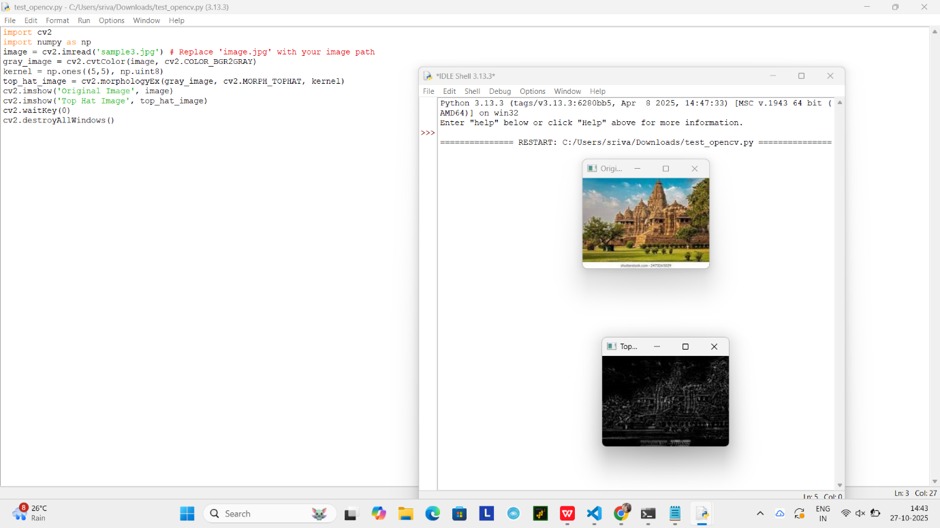 test_opencv.py - C:/Users/sriva/Downloads/test_opencv.py (3.13.3)
File Edit Format Run Options Window Help
import cv2
import numpy as np
image = cv2.imread('sample3.jpg') # Replace 'image.jpg' with your image path
gray_image = cv2.cvtColor(image, cv2.COLOR_BGR2GRAY)
kernel = np.ones((5,5), np.uint8)
top_hat_image = cv2.morphologyEx(gray_image, cv2.MORPH_TOPHAT, kernel)
cv2.imshow('Original Image', image)
cv2.imshow('Top Hat Image', top_hat_image)
cv2.waitKey(0)
cv2.destroyAllWindows()
*IDLE Shell 3.13.3*
File Edit Shell Debug Options Window Help
Python 3.13.3 (tags/v3.13.3:6280bb5, Apr  8 2025, 14:47:33) [MSC v.1943 64 bit (
AMD64)] on win32
Enter "help" below or click "Help" above for more information.
>>>
=============== RESTART: C:/Users/sriva/Downloads/test_opencv.py ===============
Origi...
Top...
Ln: 5 Col: 0
Ln: 3 Col: 27
8
26°C
Rain
Search
L
W
ENG
IN
14:43
27-10-2025